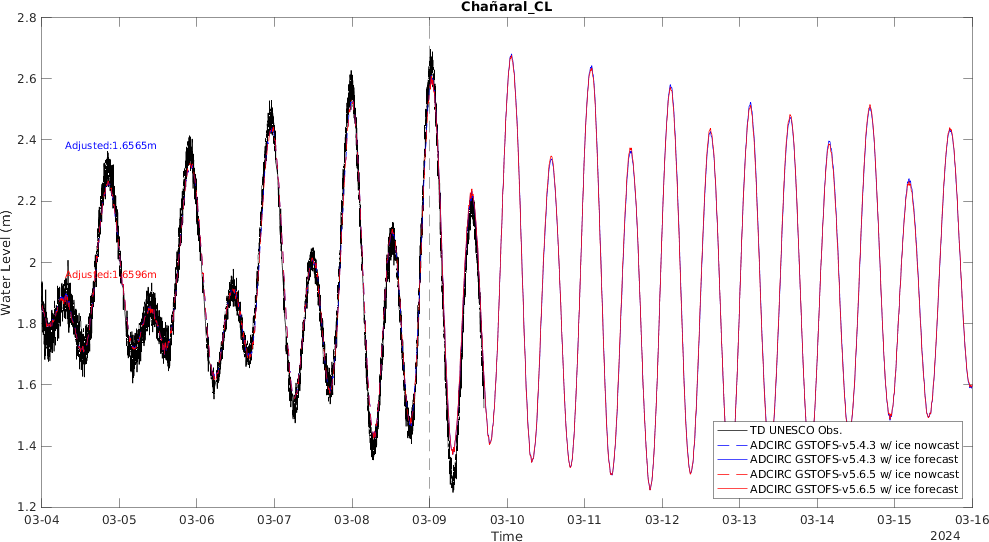 Chañaral_CL
2.8
2.6
2.4
2.2
2
1.8
1.6
1.4
1.2
Water Level (m)
Adjusted:1.6565m
Adjusted:1.6596m
TD UNESCO Obs.
ADCIRC GSTOFS-v5.4.3 w/ ice nowcast
ADCIRC GSTOFS-v5.4.3 w/ ice forecast
ADCIRC GSTOFS-v5.6.5 w/ ice nowcast
ADCIRC GSTOFS-v5.6.5 w/ ice forecast
03-04 03-05 03-06 03-07 03-08 03-09 03-10 03-11 03-12 03-13 03-14 03-15 03-16
Time
2024